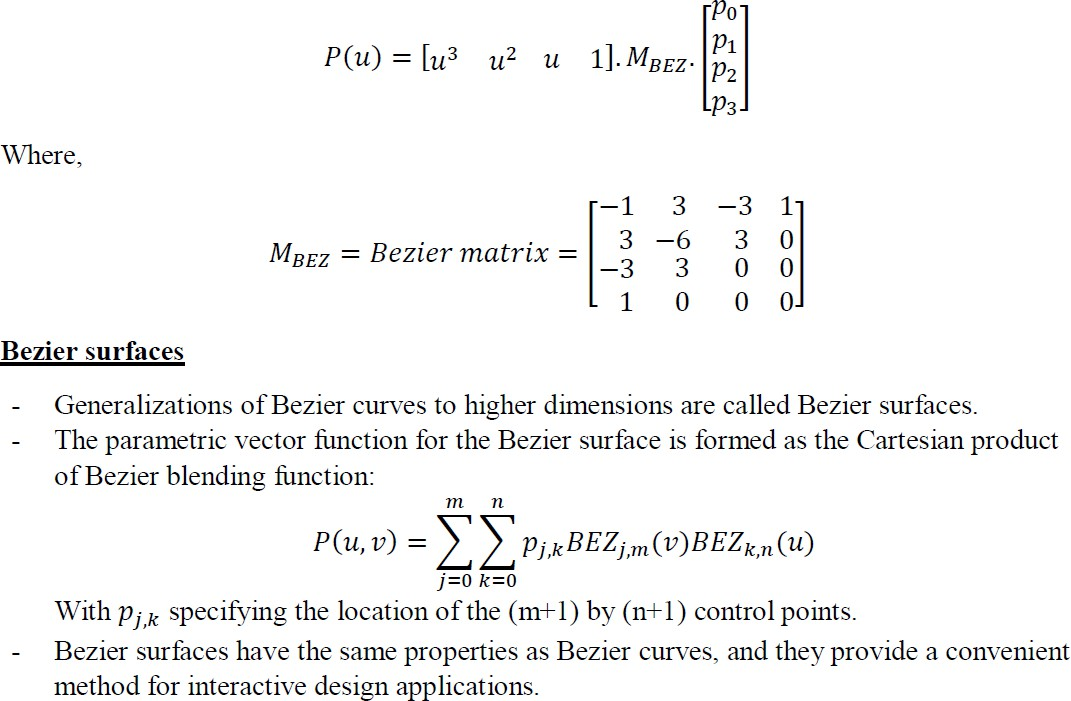 P(u) = [u³ u² u 1]. M_BEZ. [p₀ p₁ p₂ p₃]
Where,
M_BEZ = Bezier matrix = [−1 3 −3 1
3 −6 3 0
−3 3 0 0
1 0 0 0]
Bezier surfaces
- Generalizations of Bezier curves to higher dimensions are called Bezier surfaces.
- The parametric vector function for the Bezier surface is formed as the Cartesian product
of Bezier blending function:
P(u, v) = ∑_{j=0}^{m} ∑_{k=0}^{n} p_{j,k} BEZ_{j,m}(v) BEZ_{k,n}(u)
With p_{j,k} specifying the location of the (m+1) by (n+1) control points.
- Bezier surfaces have the same properties as Bezier curves, and they provide a convenient
method for interactive design applications.